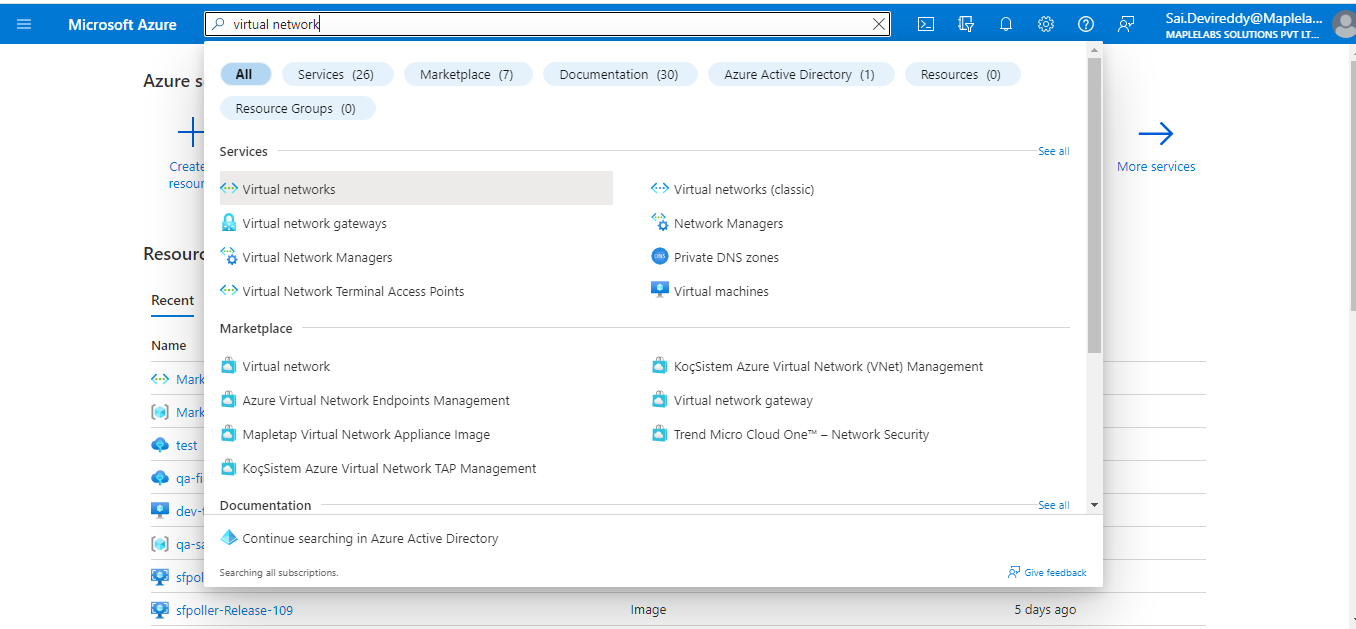 Microsoft Azure
virtual network
Sai.Devireddy@Maplela...
MAPLELABS SOLUTIONS PVT LT...
Azure s
All
Services (26)
Marketplace (7)
Documentation (30)
Azure Active Directory (1)
Resources (0)
Resource Groups (0)
Create
resour
More services
Services
See all
Virtual networks
Virtual networks (classic)
Virtual network gateways
Network Managers
Virtual Network Managers
Private DNS zones
Virtual Network Terminal Access Points
Virtual machines
Marketplace
Virtual network
KoçSistem Azure Virtual Network (VNet) Management
Azure Virtual Network Endpoints Management
Virtual network gateway
Mapletap Virtual Network Appliance Image
Trend Micro Cloud One™ – Network Security
KoçSistem Azure Virtual Network TAP Management
Documentation
See all
Continue searching in Azure Active Directory
Searching all subscriptions.
Give feedback
Resourc
Recent
Name
Mark
Mark
test
qa-fi
dev-
qa-sa
sfpol
sfpoller-Release-109
Image
5 days ago